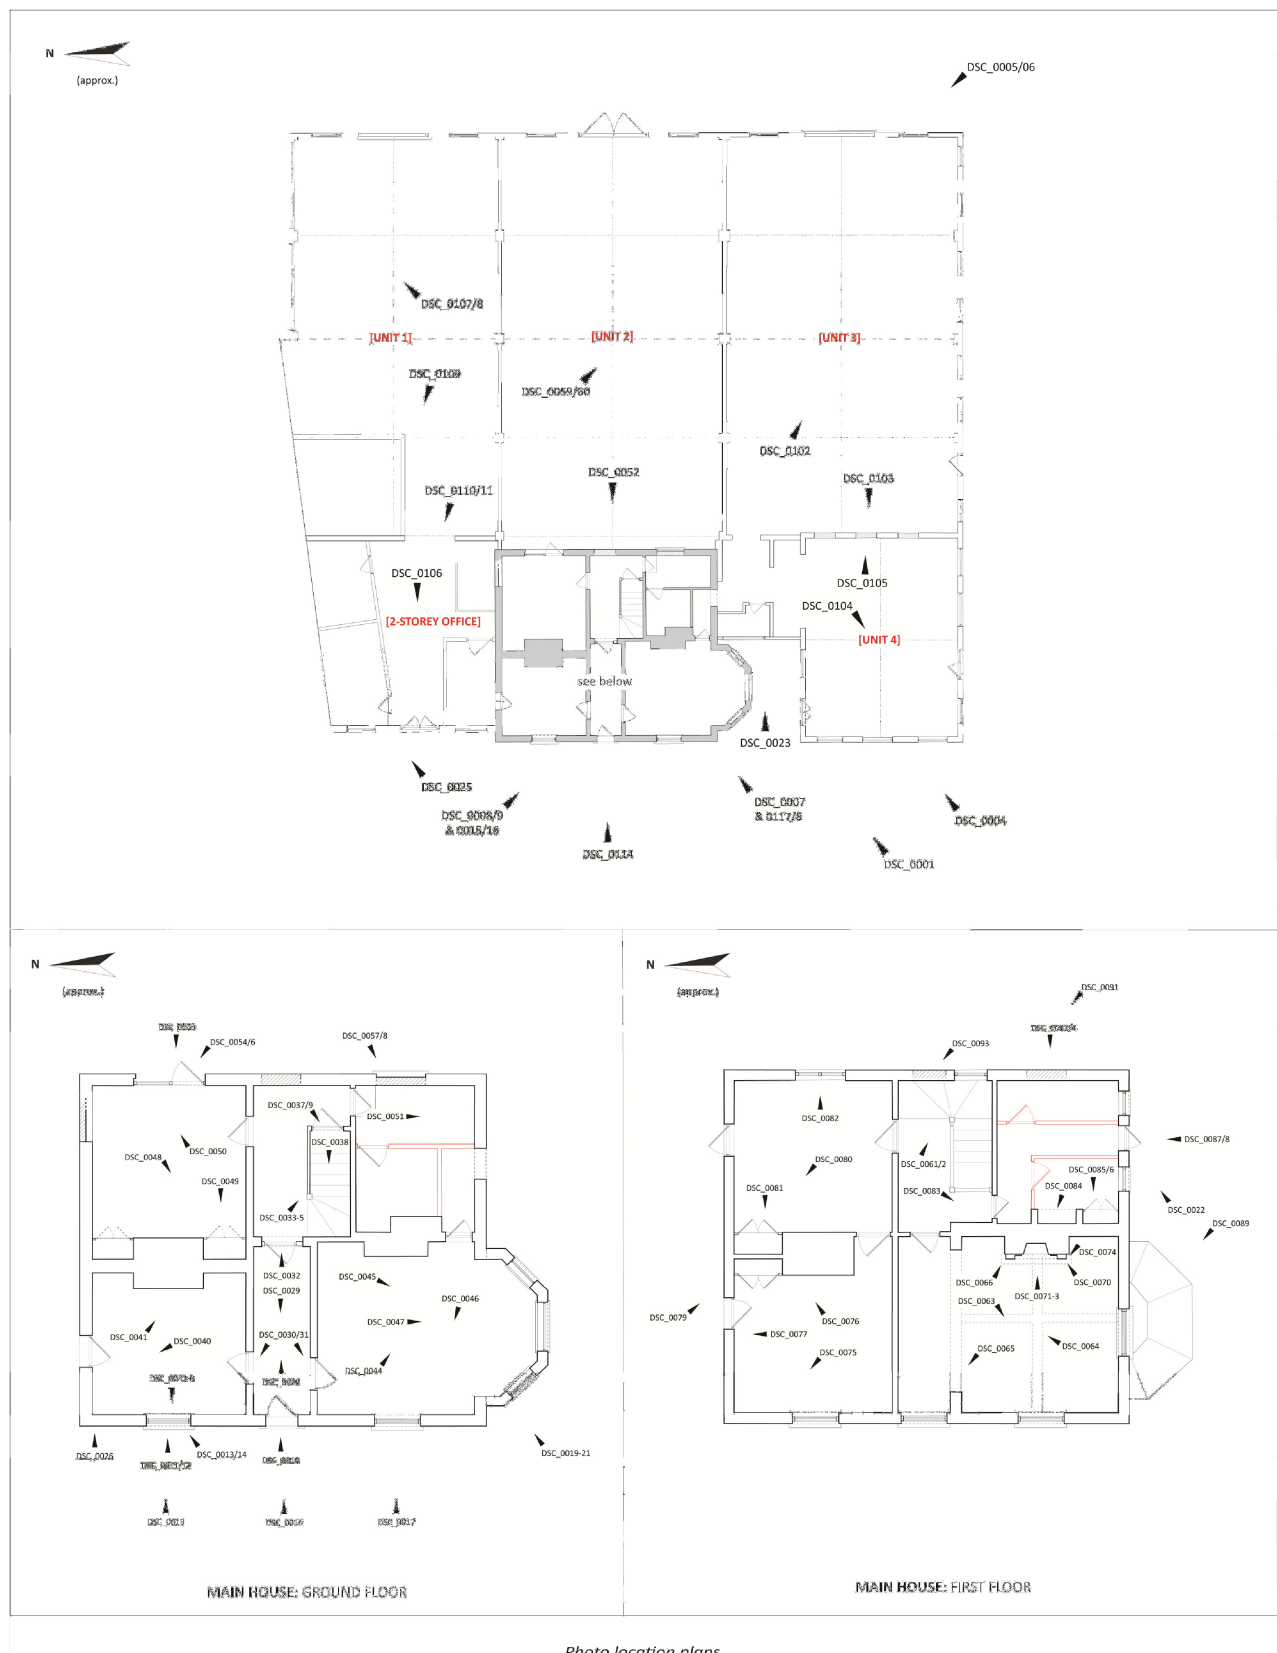 N
(approx.)
DSC_0005/06
DSC_0107/8
[UNIT 1]
[UNIT 2]
[UNIT 3]
DSC_0109
DSC_0059/60
DSC_0102
DSC_0052
DSC_0103
DSC_0110/11
DSC_0106
DSC_0105
DSC_0104
[2-STOREY OFFICE]
[UNIT 4]
see below
DSC_0023
DSC_0025
DSC_0008/9
& 0015/16
DSC_0007
& 0117/8
DSC_0004
DSC_0114
DSC_0001
N
(approx.)
DSC_0054/6
DSC_0057/8
DSC_0037/9
DSC_0051
DSC_0038
DSC_0050
DSC_0048
DSC_0049
DSC_0033-5
DSC_0032
DSC_0029
DSC_0045
DSC_0046
DSC_0047
DSC_0041
DSC_0040
DSC_0030/31
DSC_0044
DSC_0026
DSC_0013/14
DSC_0019-21
DSC_0017
MAIN HOUSE: GROUND FLOOR
N
(approx.)
DSC_0091
DSC_0093
DSC_0082
DSC_0087/8
DSC_0080
DSC_0061/2
DSC_0085/6
DSC_0081
DSC_0084
DSC_0083
DSC_0022
DSC_0089
DSC_0074
DSC_0066
DSC_0070
DSC_0071-3
DSC_0063
DSC_0079
DSC_0076
DSC_0077
DSC_0064
DSC_0075
DSC_0065
MAIN HOUSE: FIRST FLOOR
Photo location plans